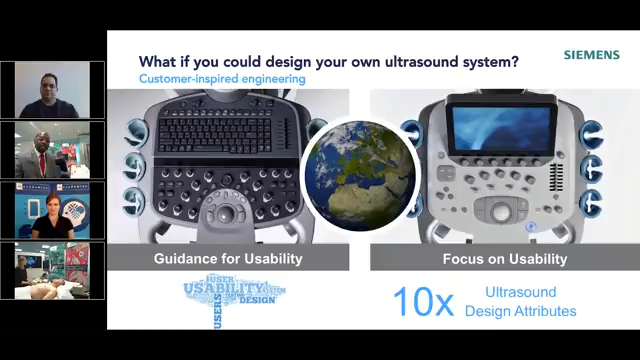 What if you could design your own ultrasound system?
SIEMENS
Customer-inspired engineering
Guidance for Usability
Focus on Usability
USER
USABILITY
DESIGN
USERS
10x
Ultrasound
Design Attributes